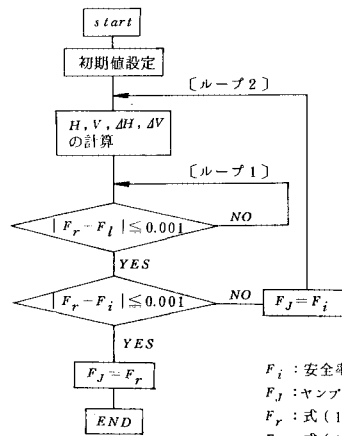 start
初期値設定
〔ループ2〕
H, V, ΔH, ΔV
の計算
〔ループ1〕
| F_r − F_l | ≦ 0.001
NO
YES
| F_r − F_i | ≦ 0.001
NO
F_J = F_i
YES
F_J = F_r
END
F_i : 安全率
F_J : ヤンブ
F_r : 式(1